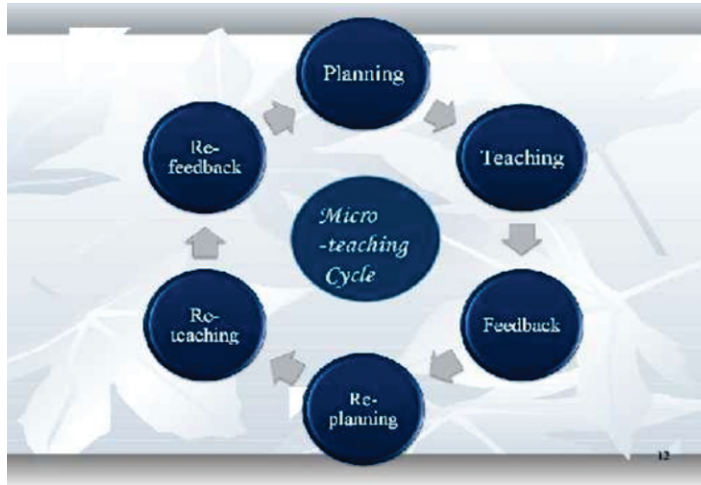 Planning
Teaching
Feedback
Re-
planning
Re-
teaching
Re-
feedback
Micro
-teaching
Cycle
12